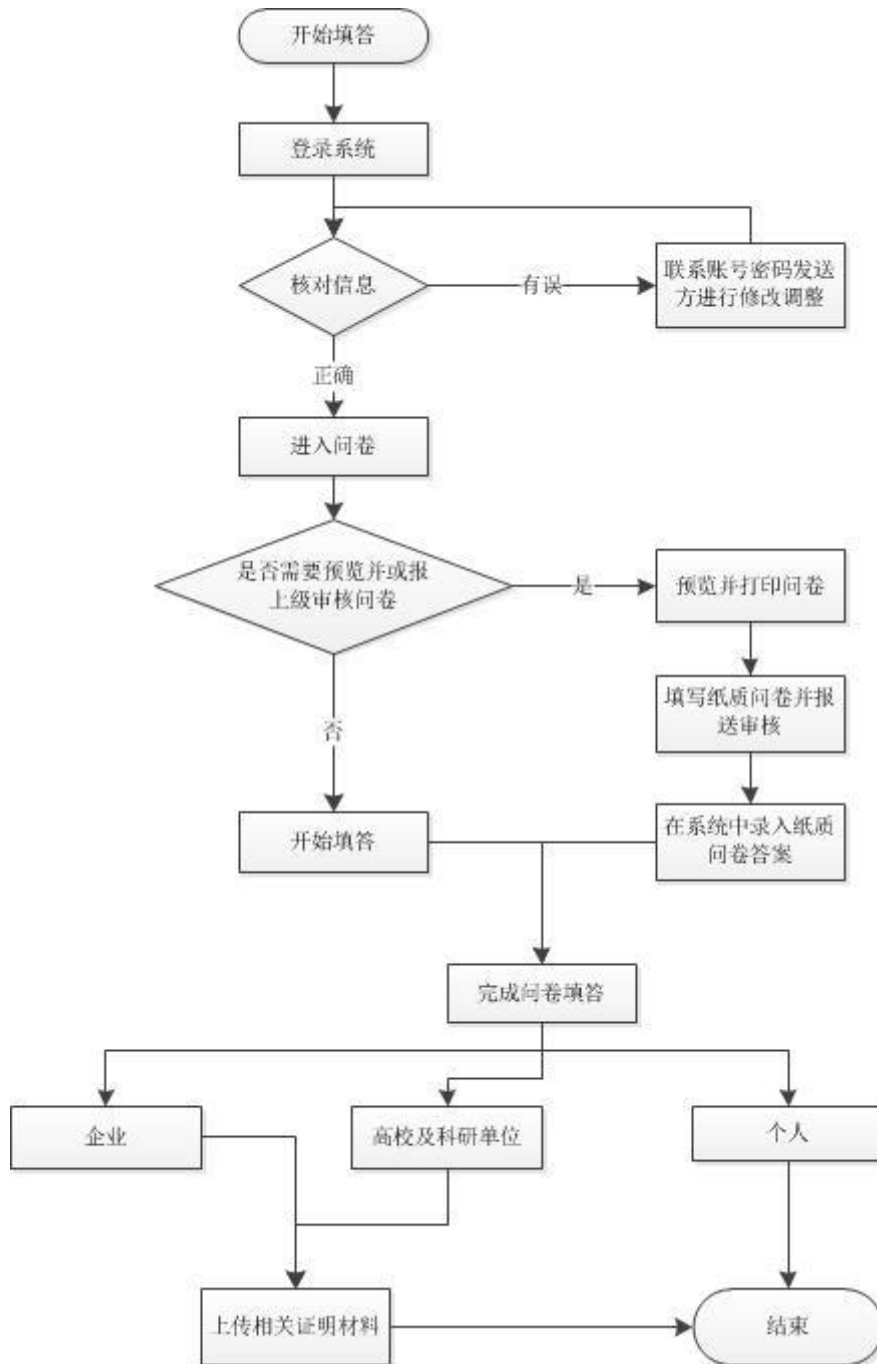 开始填答
登录系统
核对信息
有误
联系账号密码发送
方进行修改调整
正确
进入问卷
是否需要预览并或报
上级审核问卷
是
预览并打印问卷
填写纸质问卷并报
送审核
否
开始填答
在系统中录入纸质
问卷答案
完成问卷填答
企业
高校及科研单位
个人
上传相关证明材料
结束